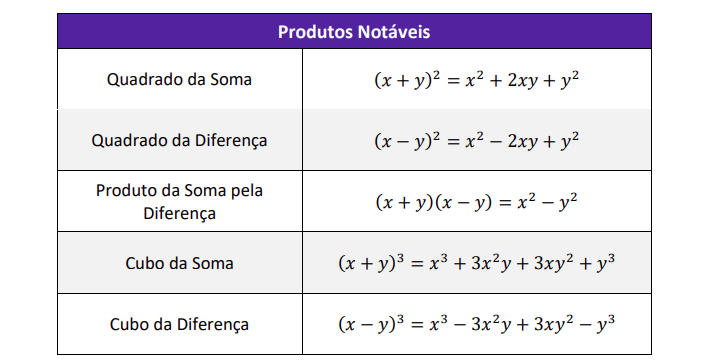 Produtos Notáveis
Quadrado da Soma
(x + y)² = x² + 2xy + y²
Quadrado da Diferença
(x − y)² = x² − 2xy + y²
Produto da Soma pela
Diferença
(x + y)(x − y) = x² − y²
Cubo da Soma
(x + y)³ = x³ + 3x²y + 3xy² + y³
Cubo da Diferença
(x − y)³ = x³ − 3x²y + 3xy² − y³